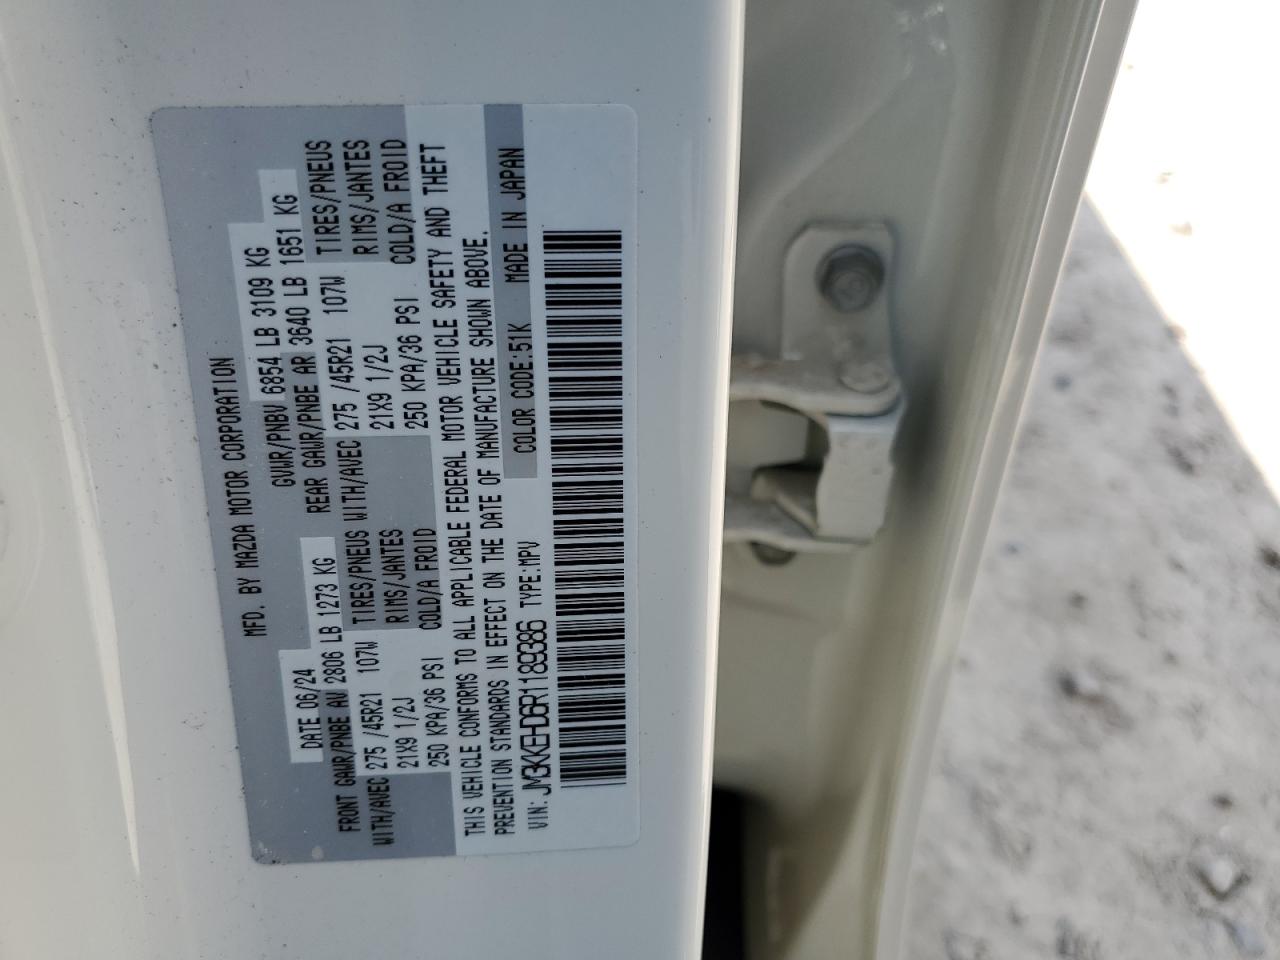 MFD. BY MAZDA MOTOR CORPORATION
DATE 06/24 GVWR/PNBV 6854 LB 3109 KG
FRONT GAWR/PNBE AV 2806 LB 1273 KG REAR GAWR/PNBE AR 3640 LB 1651 KG
WITH/AVEC 275 /45R21 107W TIRES/PNEUS WITH/AVEC 275 /45R21 107W TIRES/PNEUS
21X9 1/2J RIMS/JANTES 21X9 1/2J RIMS/JANTES
250 KPA/36 PSI COLD/A FROID 250 KPA/36 PSI COLD/A FROID
THIS VEHICLE CONFORMS TO ALL APPLICABLE FEDERAL MOTOR VEHICLE SAFETY AND THEFT
PREVENTION STANDARDS IN EFFECT ON THE DATE OF MANUFACTURE SHOWN ABOVE.
VIN: JM3KKEHD6R1189386 TYPE:MPV COLOR CODE:51K MADE IN JAPAN